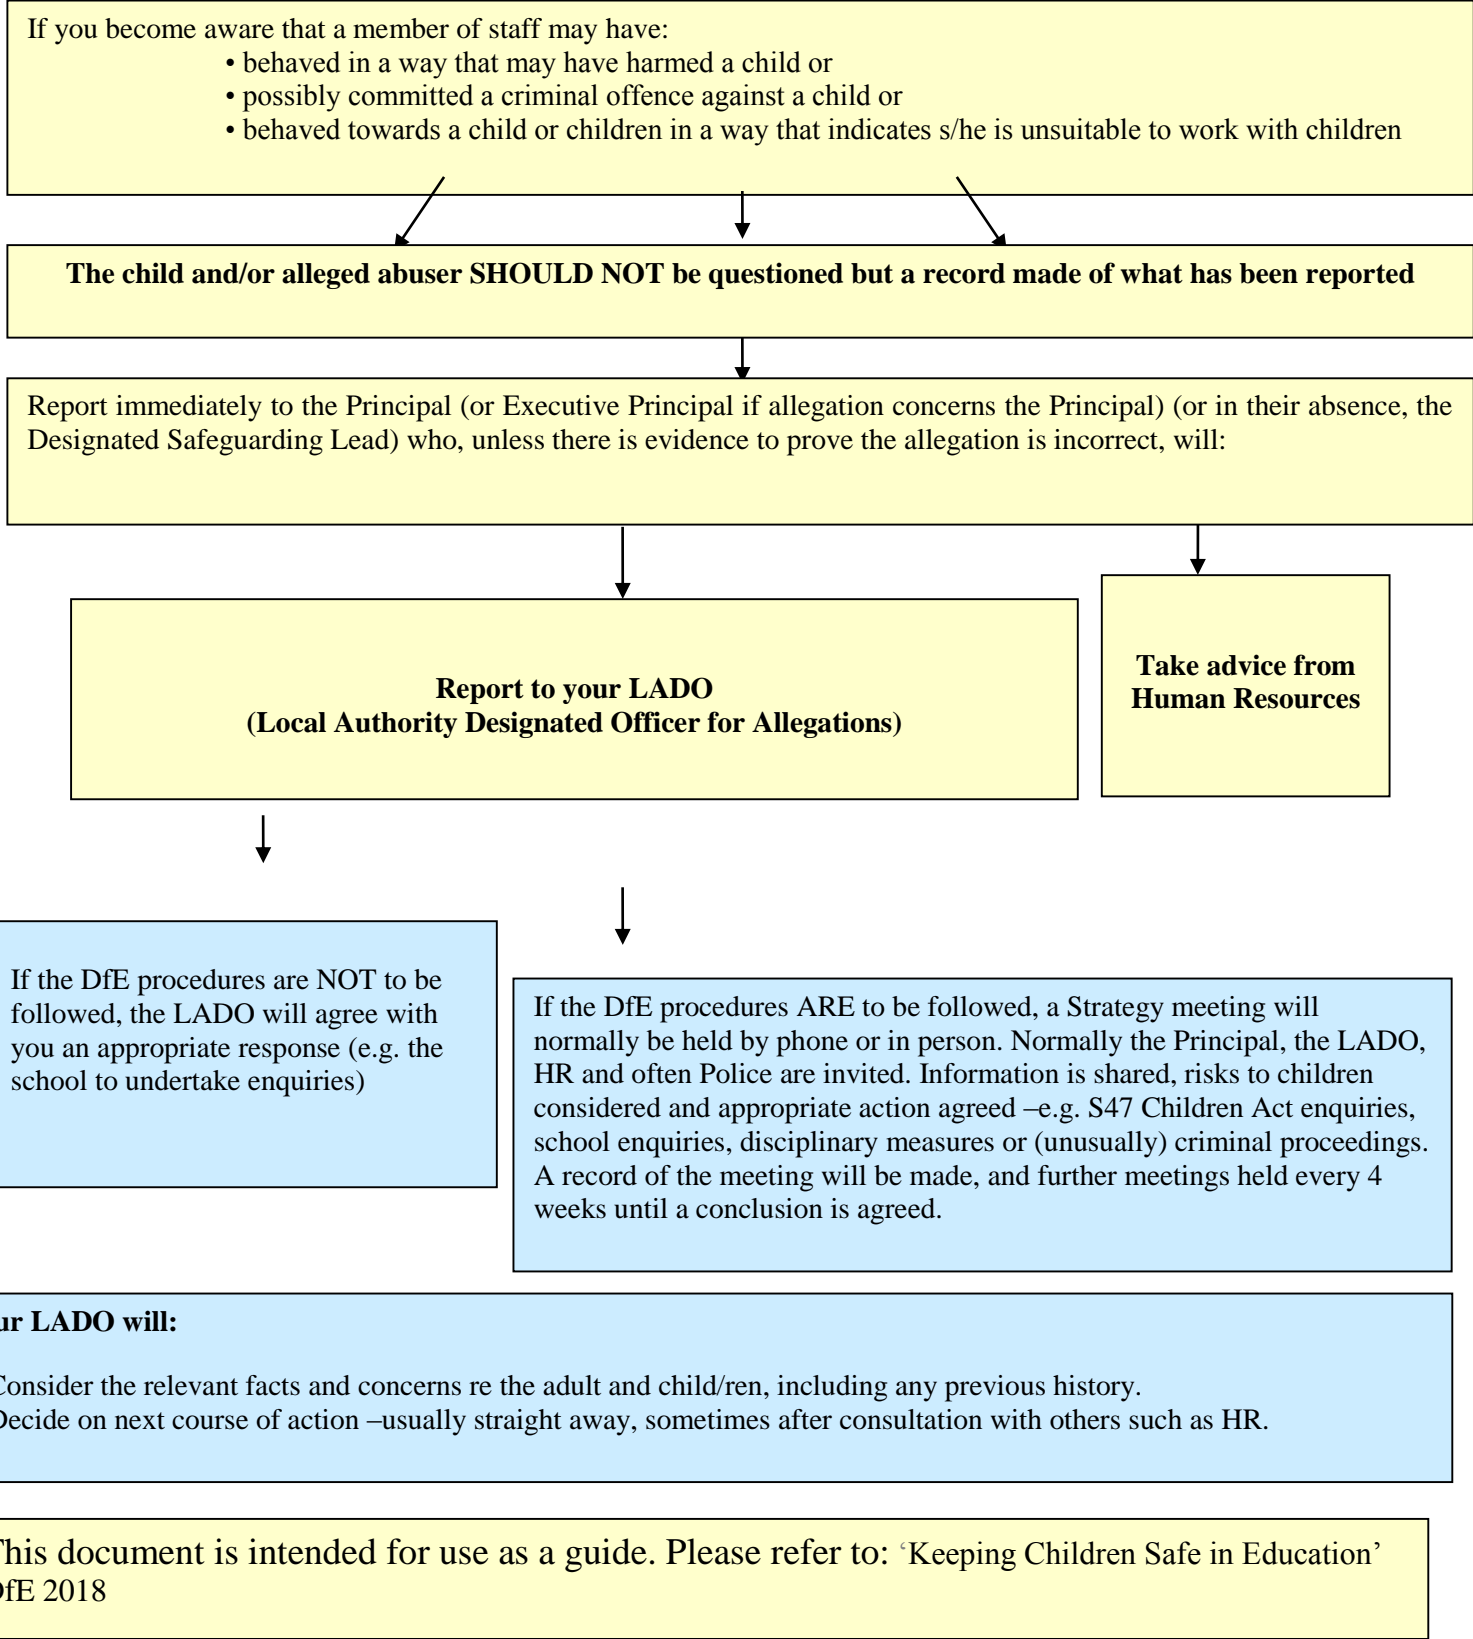 If you become aware that a member of staff may have:
• behaved in a way that may have harmed a child or
• possibly committed a criminal offence against a child or
• behaved towards a child or children in a way that indicates s/he is unsuitable to work with children
The child and/or alleged abuser SHOULD NOT be questioned but a record made of what has been reported
Report immediately to the Principal (or Executive Principal if allegation concerns the Principal) (or in their absence, the
Designated Safeguarding Lead) who, unless there is evidence to prove the allegation is incorrect, will:
Report to your LADO
(Local Authority Designated Officer for Allegations)
Take advice from
Human Resources
If the DfE procedures are NOT to be
followed, the LADO will agree with
you an appropriate response (e.g. the
school to undertake enquiries)
If the DfE procedures ARE to be followed, a Strategy meeting will
normally be held by phone or in person. Normally the Principal, the LADO,
HR and often Police are invited. Information is shared, risks to children
considered and appropriate action agreed –e.g. S47 Children Act enquiries,
school enquiries, disciplinary measures or (unusually) criminal proceedings.
A record of the meeting will be made, and further meetings held every 4
weeks until a conclusion is agreed.
ur LADO will:
Consider the relevant facts and concerns re the adult and child/ren, including any previous history.
Decide on next course of action –usually straight away, sometimes after consultation with others such as HR.
This document is intended for use as a guide. Please refer to: ‘Keeping Children Safe in Education’
DfE 2018